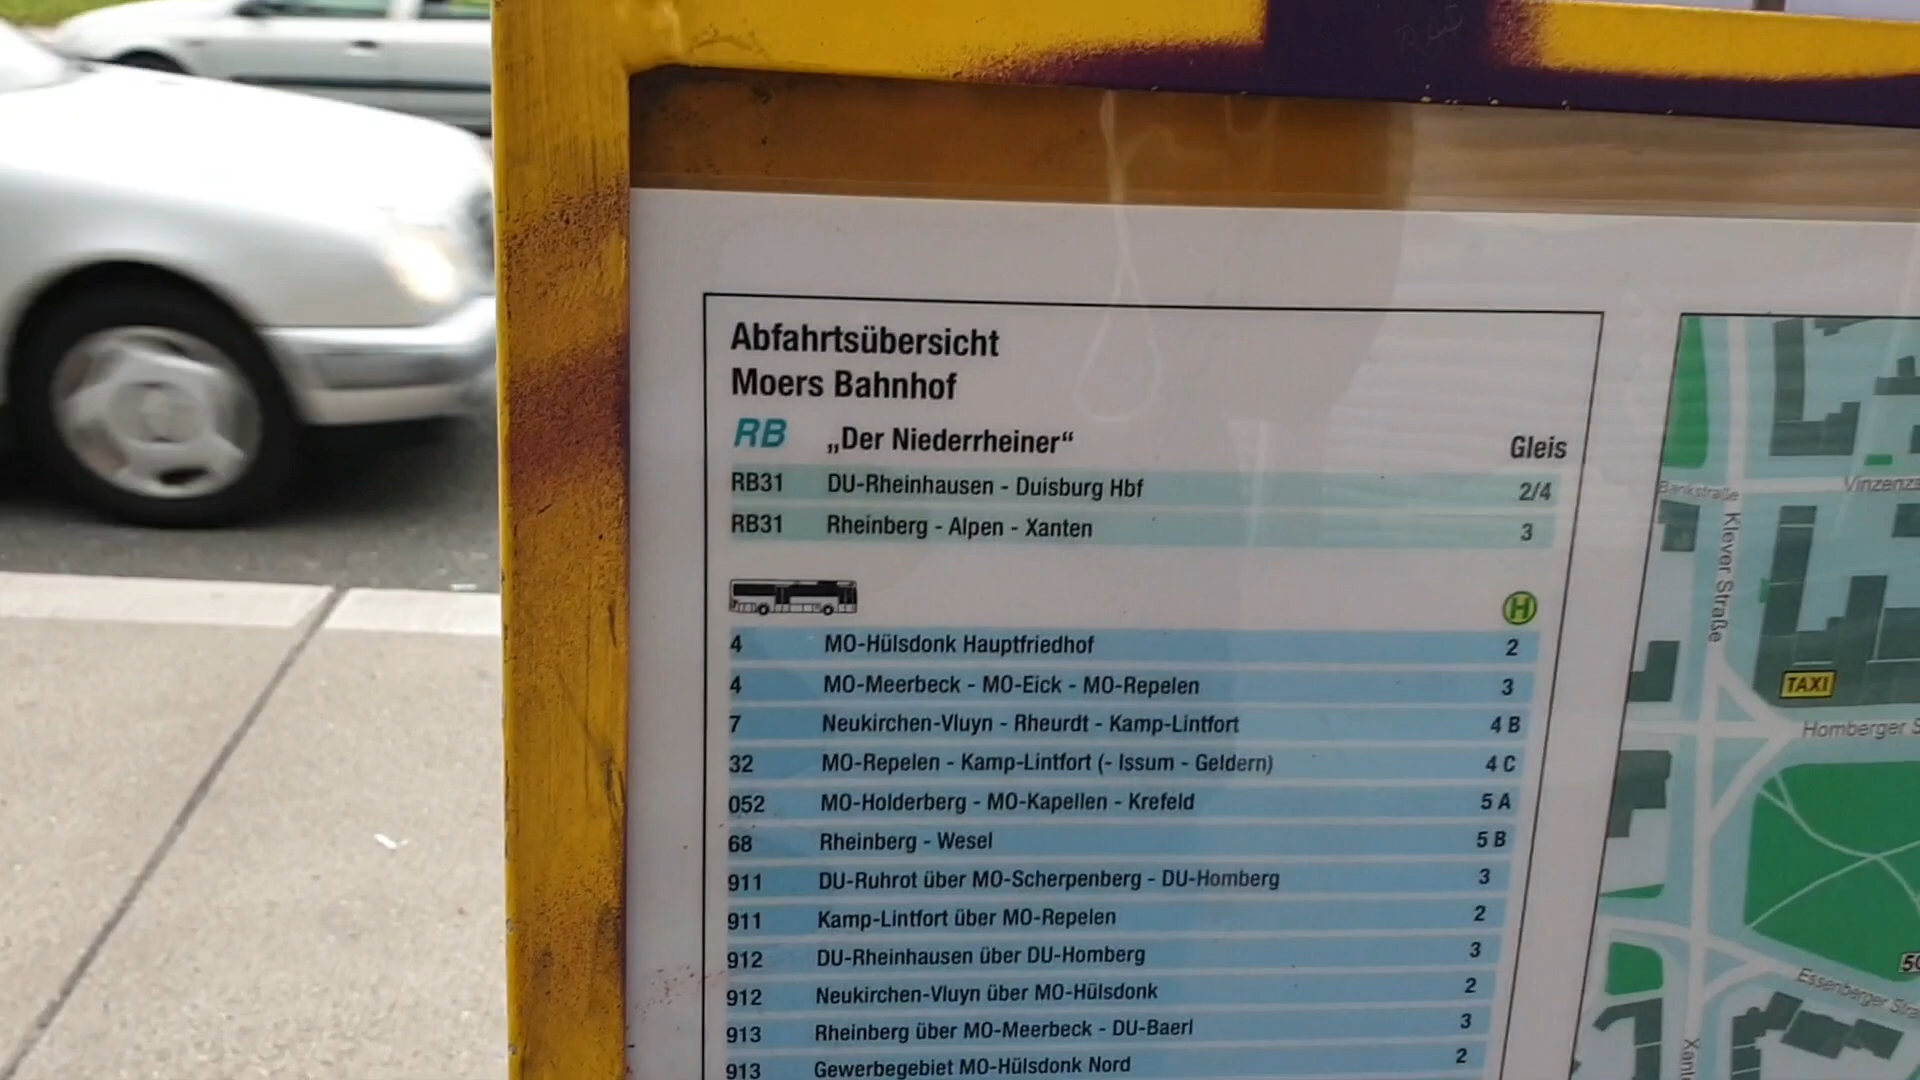 Abfahrtsübersicht
Moers Bahnhof
RB „Der Niederrheiner“ Gleis
RB31 DU-Rheinhausen - Duisburg Hbf 2/4
RB31 Rheinberg - Alpen - Xanten 3
H
4 MO-Hülsdonk Hauptfriedhof 2
4 MO-Meerbeck - MO-Eick - MO-Repelen 3
7 Neukirchen-Vluyn - Rheurdt - Kamp-Lintfort 4 B
32 MO-Repelen - Kamp-Lintfort (- Issum - Geldern) 4 C
052 MO-Holderberg - MO-Kapellen - Krefeld 5 A
68 Rheinberg - Wesel 5 B
911 DU-Ruhrot über MO-Scherpenberg - DU-Homberg 3
911 Kamp-Lintfort über MO-Repelen 2
912 DU-Rheinhausen über DU-Homberg 3
912 Neukirchen-Vluyn über MO-Hülsdonk 2
913 Rheinberg über MO-Meerbeck - DU-Baerl 3
913 Gewerbegebiet MO-Hülsdonk Nord 2
Bankstraße
Vinzenzs
Klever Straße
TAXI
Homberger S
Essenberger Stra
Xant